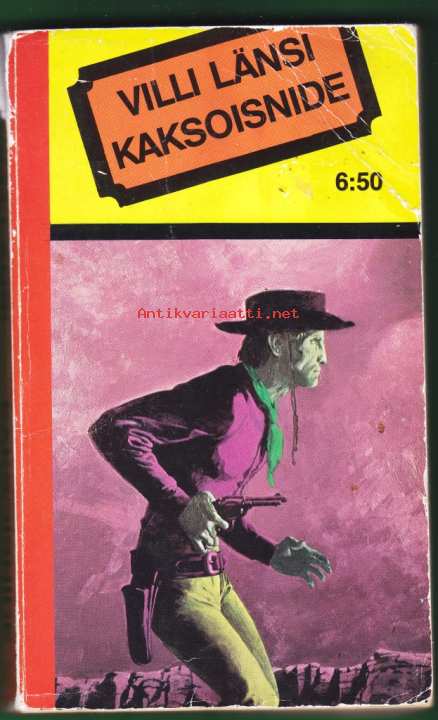 VILLI LÄNSI
KAKSOISNIDE
6:50
Antikvariaatti.net